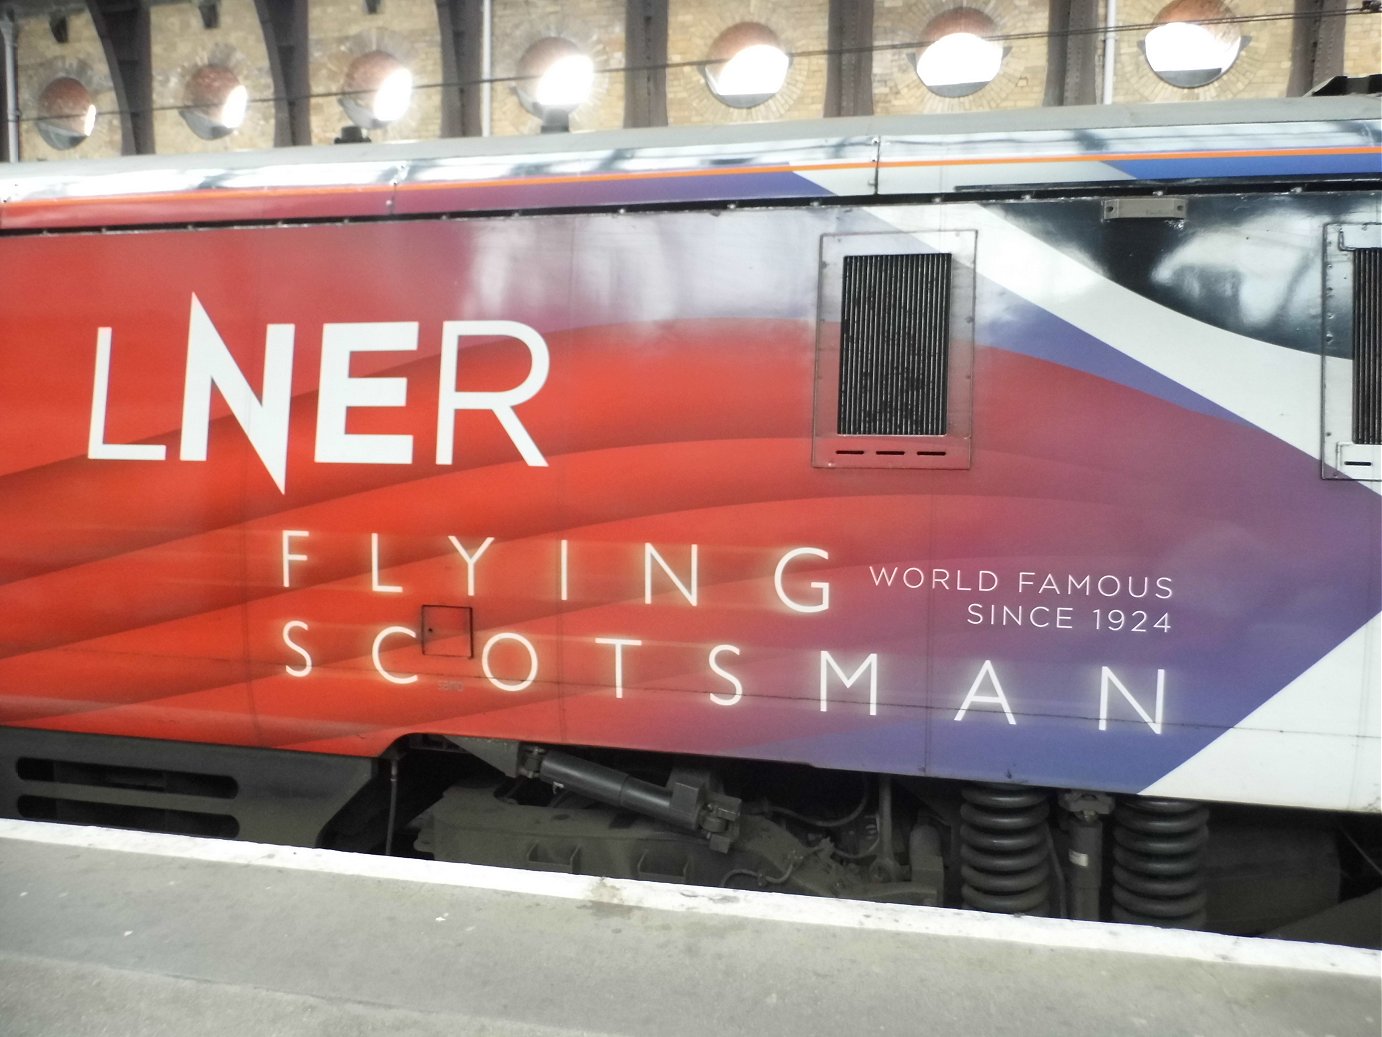 LNER
FLYING
SCOTSMAN
WORLD FAMOUS
SINCE 1924